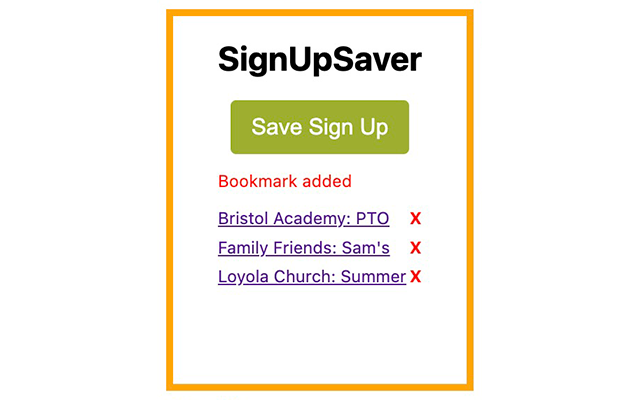 SignUpSaver
Save Sign Up
Bookmark added
Bristol Academy: PTO X
Family Friends: Sam's X
Loyola Church: Summer X